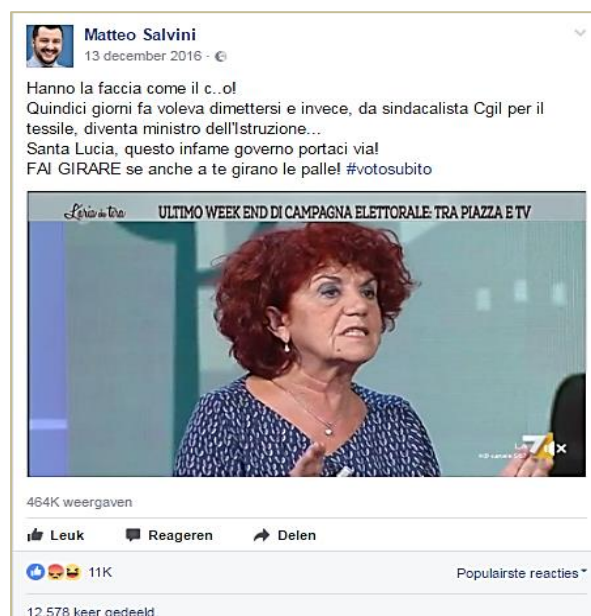 Matteo Salvini
13 december 2016 ·
Hanno la faccia come il c..o!
Quindici giorni fa voleva dimettersi e invece, da sindacalista Cgil per il
tessile, diventa ministro dell'Istruzione...
Santa Lucia, questo infame governo portaci via!
FAI GIRARE se anche a te girano le palle! #votosubito
L'aria che tira ULTIMO WEEK END DI CAMPAGNA ELETTORALE: TRA PIAZZA E TV
LA 7
464K weergaven
Leuk Reageren Delen
11K Populairste reacties
12.578 keer gedeeld